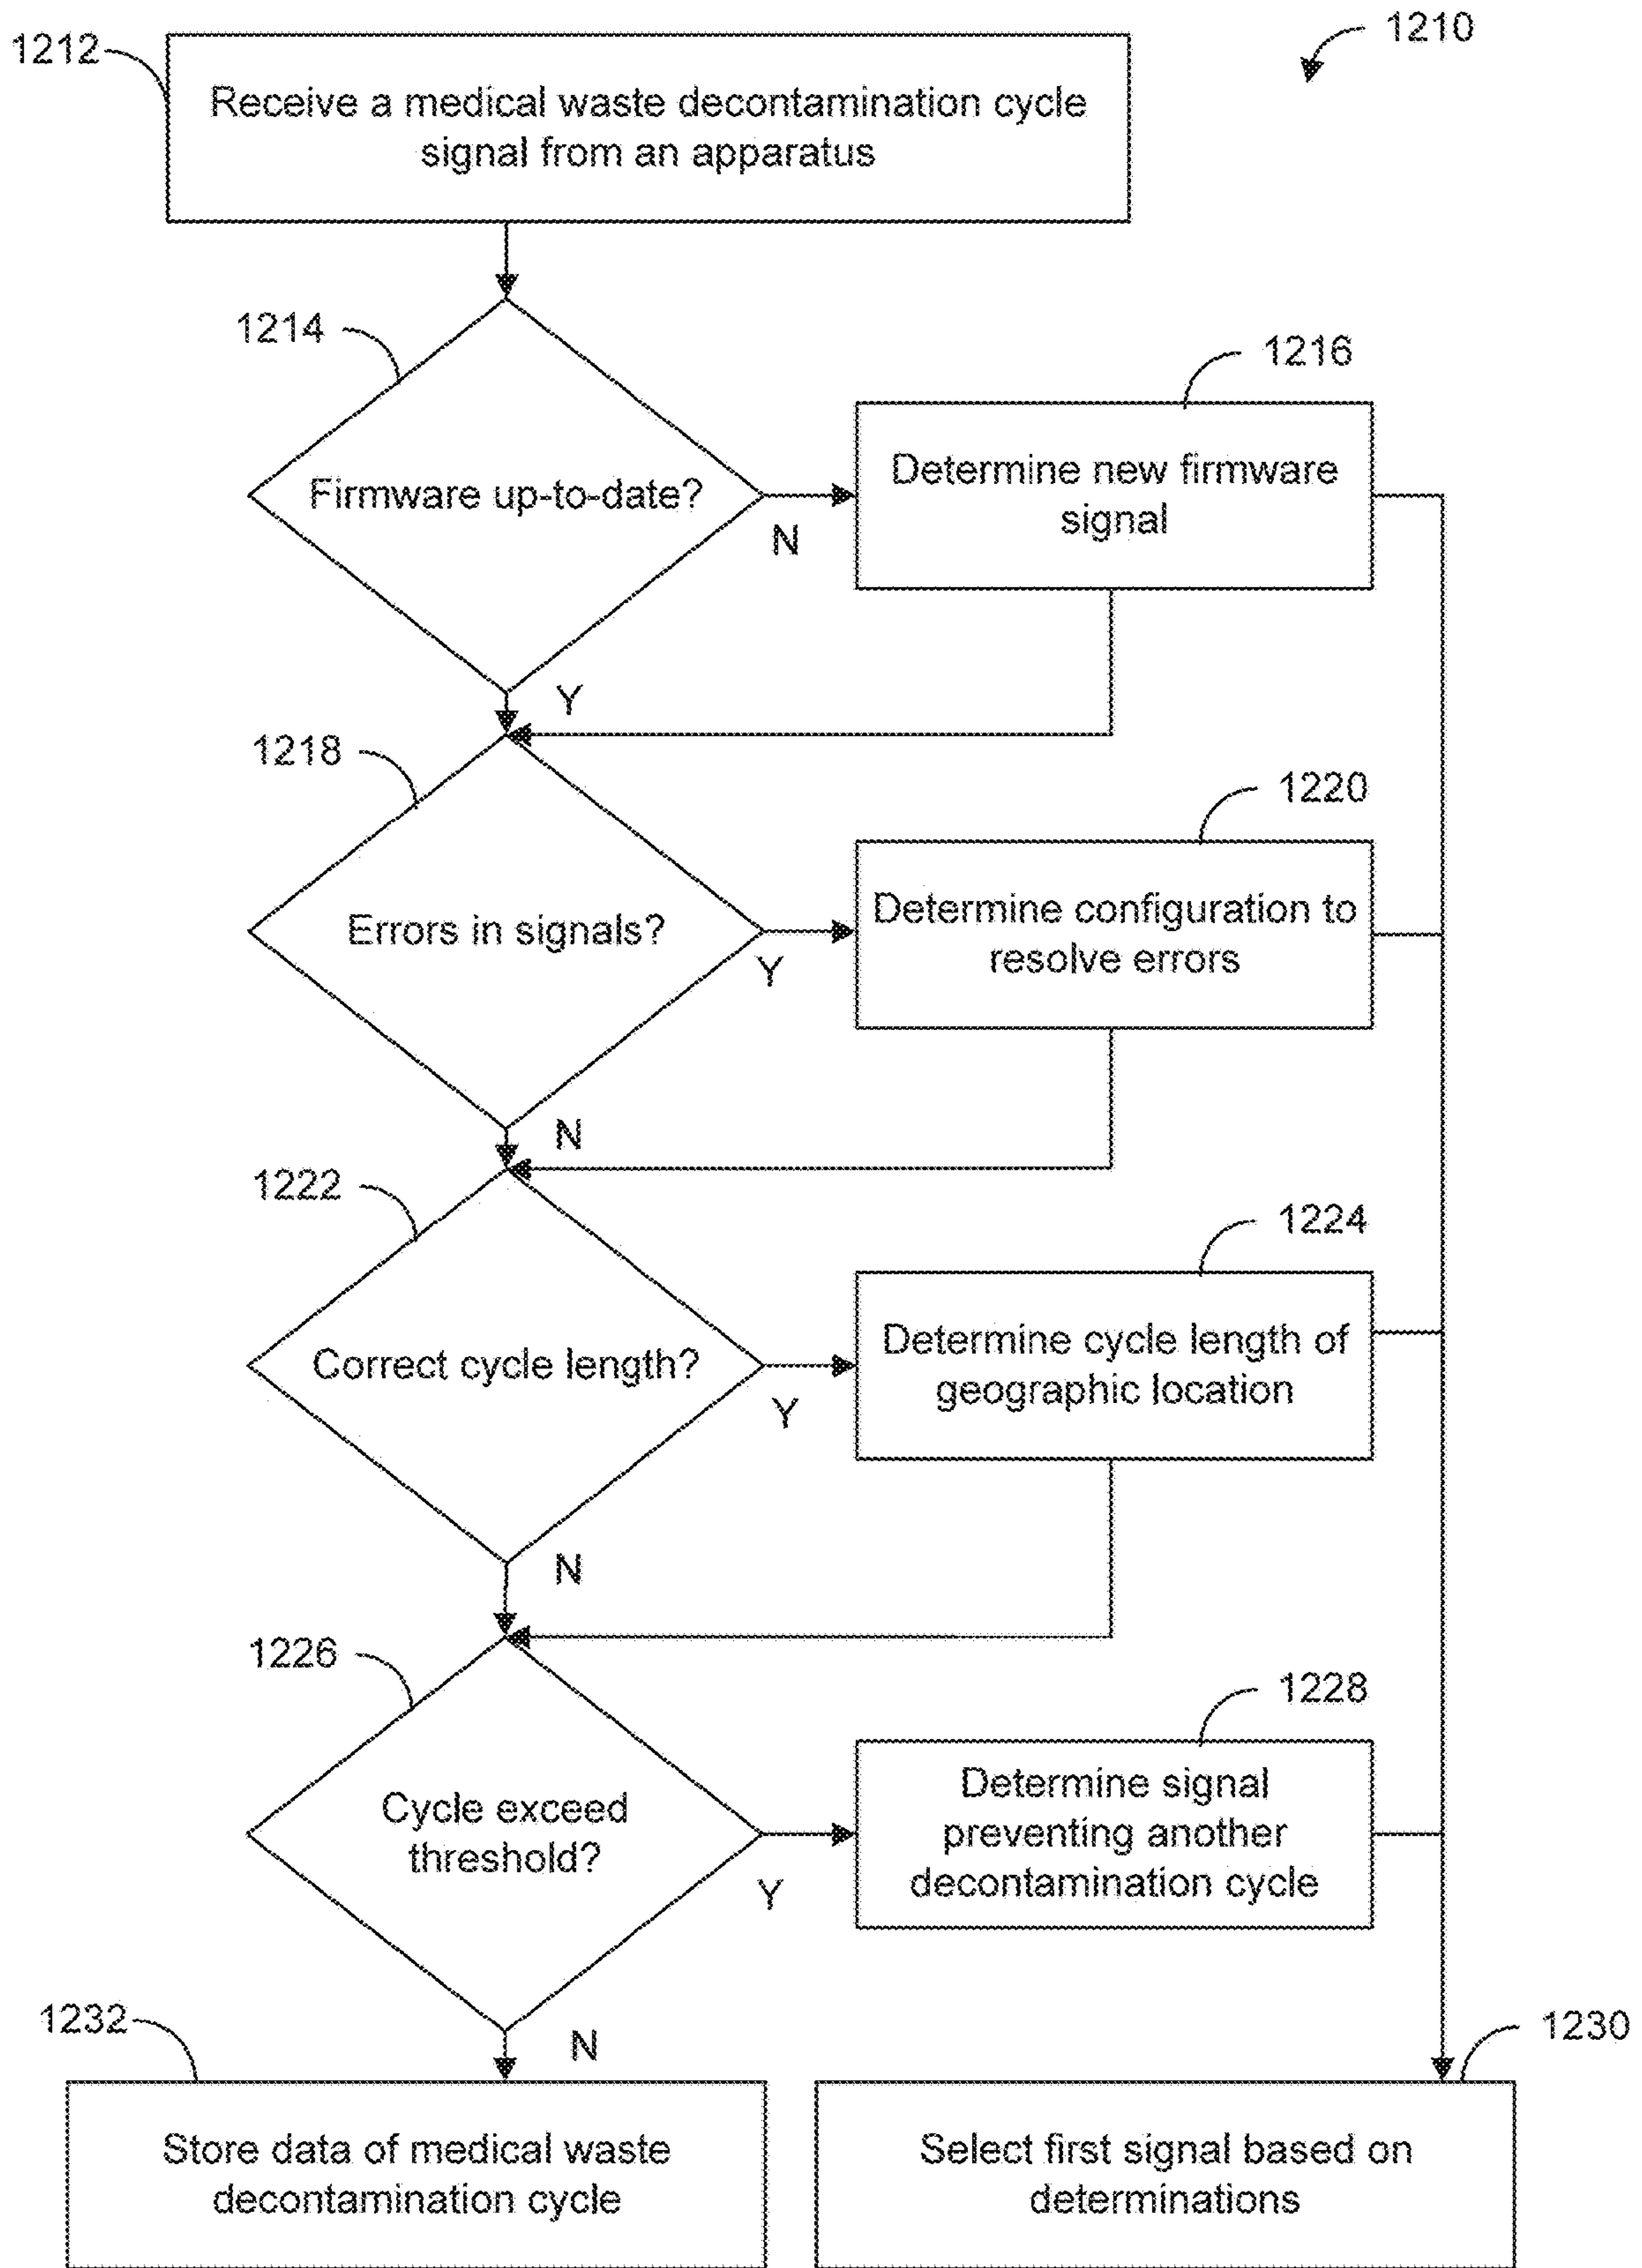 1210
1212
Receive a medical waste decontamination cycle
signal from an apparatus
1214
Firmware up-to-date?
N
Y
1216
Determine new firmware
signal
1218
Errors in signals?
Y
N
1220
Determine configuration to
resolve errors
1222
Correct cycle length?
Y
N
1224
Determine cycle length of
geographic location
1226
Cycle exceed
threshold?
Y
N
1228
Determine signal
preventing another
decontamination cycle
1232
Store data of medical waste
decontamination cycle
1230
Select first signal based on
determinations